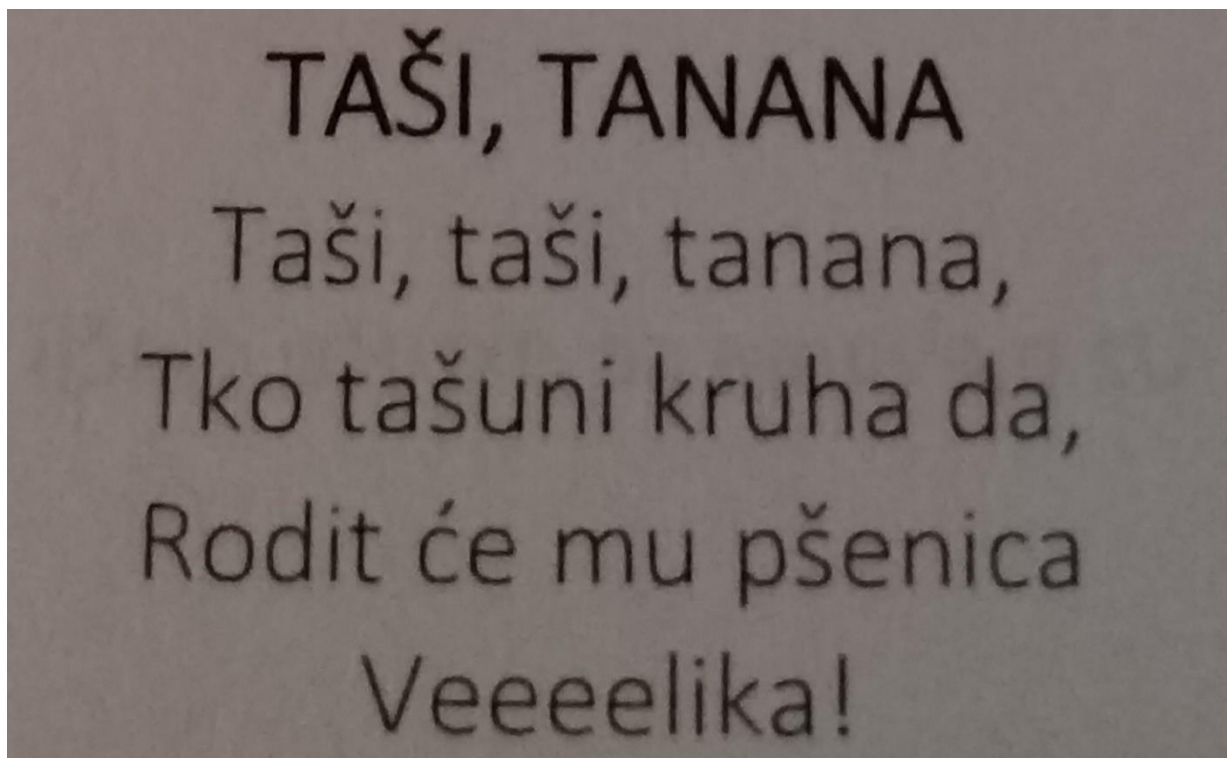 TAŠI, TANANA
Taši, taši, tanana,
Tko tašuni kruha da,
Rodit će mu pšenica
Veeeelika!